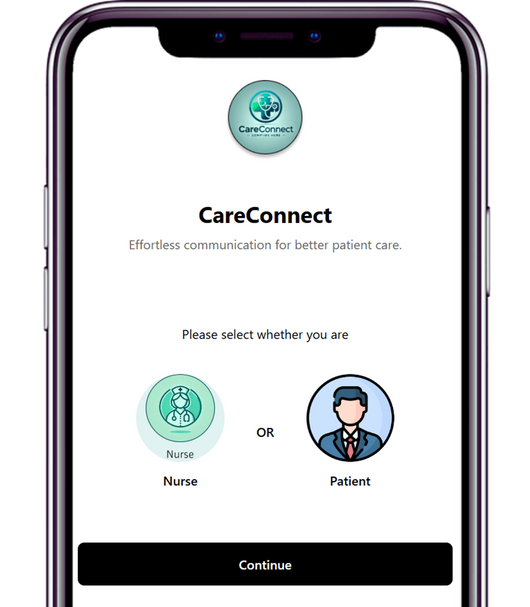 CareConnect
CareConnect
Effortless communication for better patient care.
Please select whether you are
Nurse
OR
Nurse
Patient
Continue